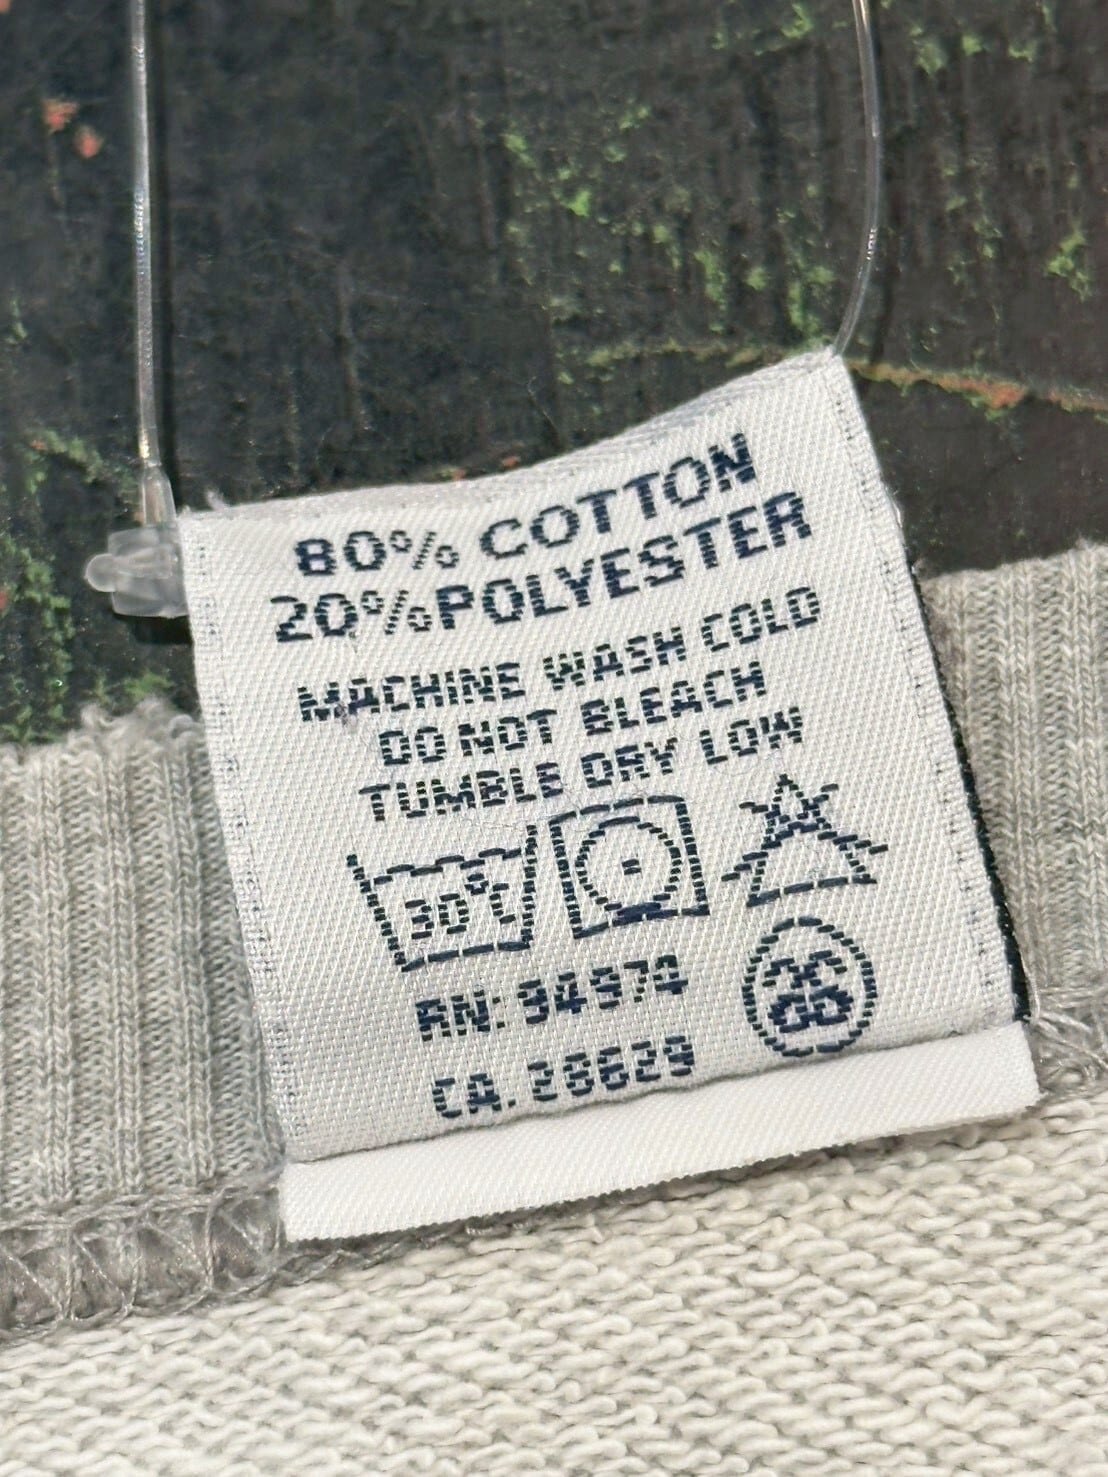 80% COTTON
20% POLYESTER
MACHINE WASH COLD
DO NOT BLEACH
TUMBLE DRY LOW
30°C
RN: 94974
CA. 28629